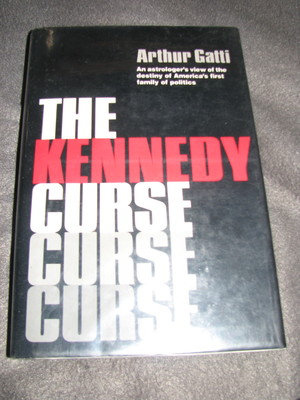 Arthur Gatti
An astrologer's view of the
destiny of America's first
family of politics
THE
KENNEDY
CURSE
CURSE
CURSE